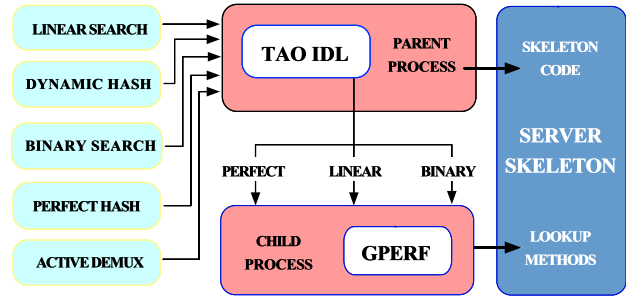 LINEAR SEARCH
DYNAMIC HASH
BINARY SEARCH
PERFECT HASH
ACTIVE DEMUX
TAO IDL
PARENT
PROCESS
PERFECT
LINEAR
BINARY
CHILD
PROCESS
GPERF
SKELETON
CODE
SERVER
SKELETON
LOOKUP
METHODS